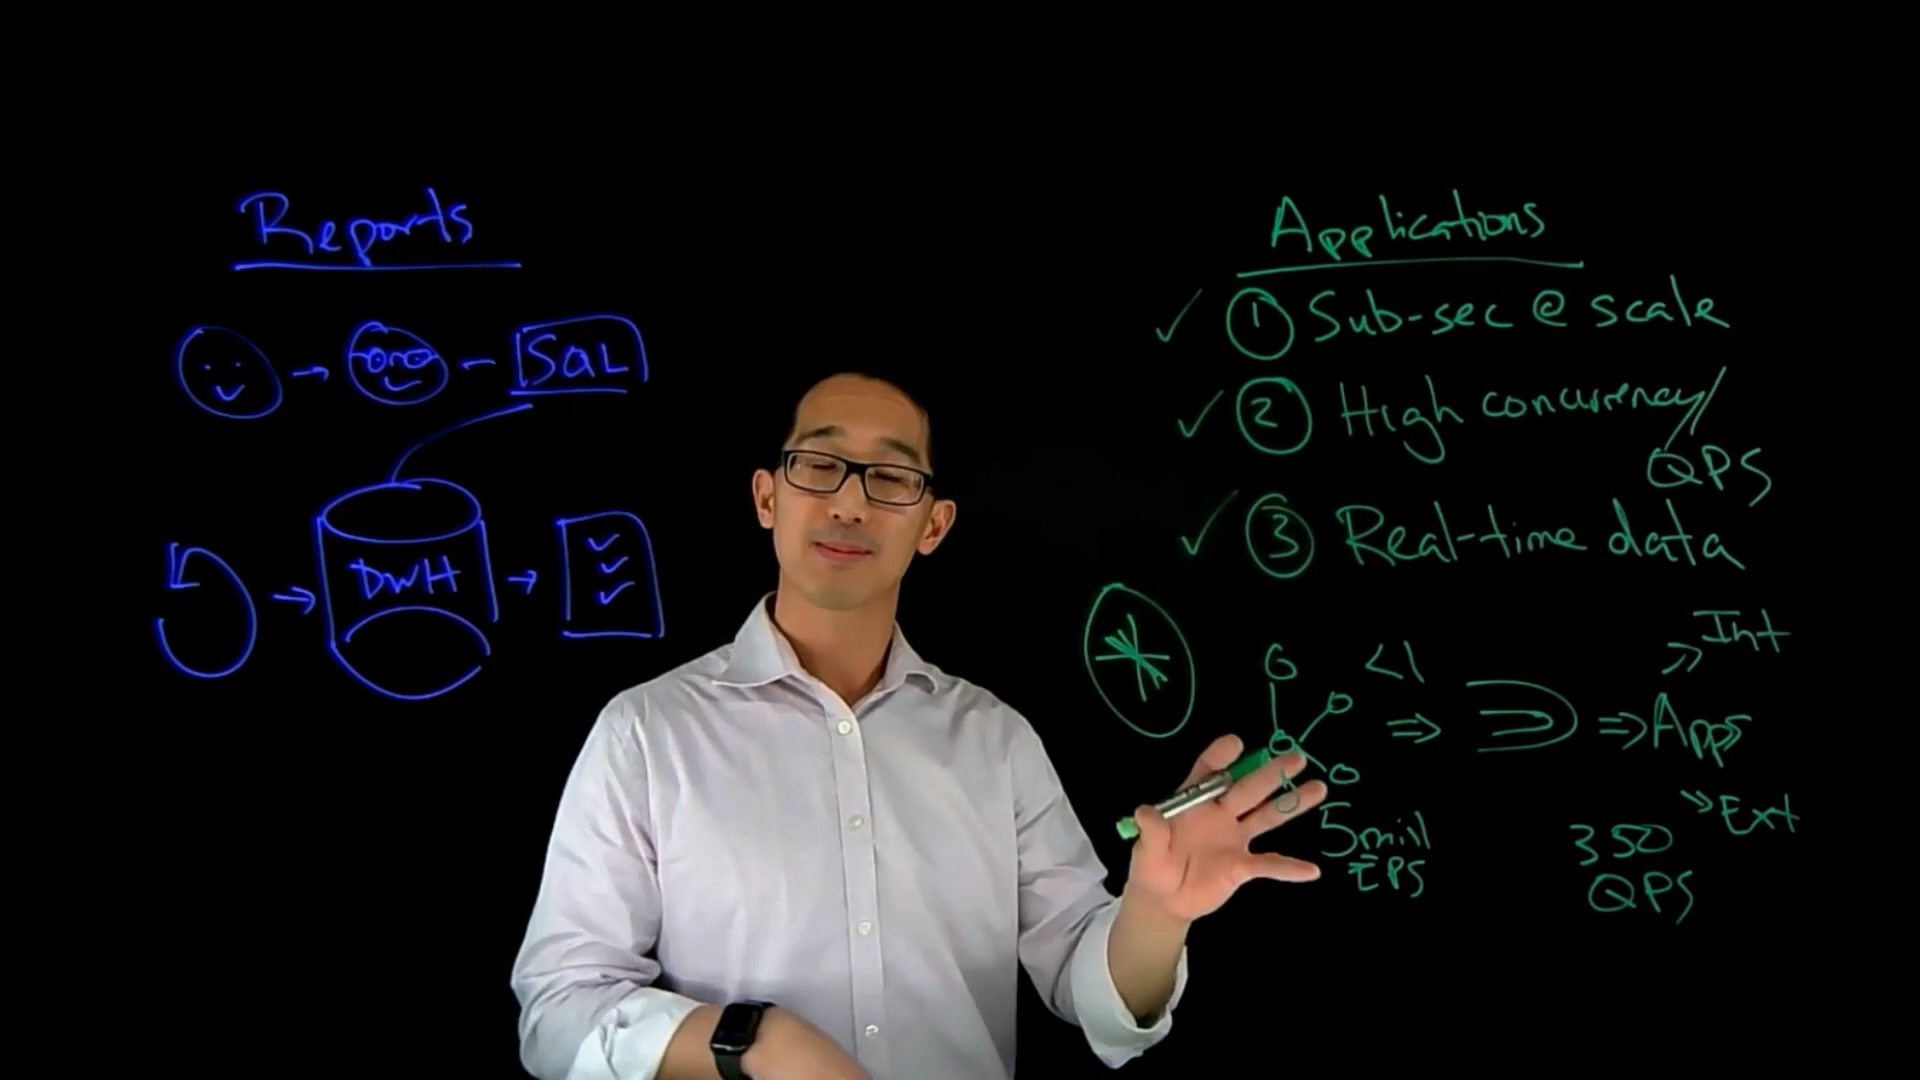 Reports
SQL
DWH
Applications
1 Sub-sec @ scale
2 High concurrency/
QPS
3 Real-time data
Int
<1
Apps
Ext
5mill
EPS
350
QPS